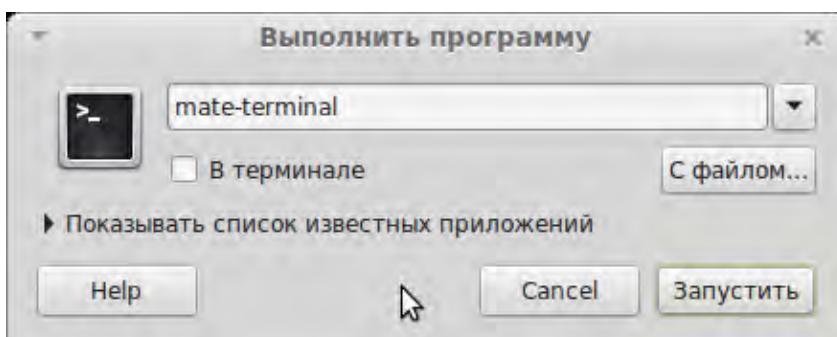 Выполнить программу
>_
mate-terminal
В терминале
С файлом...
Показывать список известных приложений
Help
Cancel
Запустить